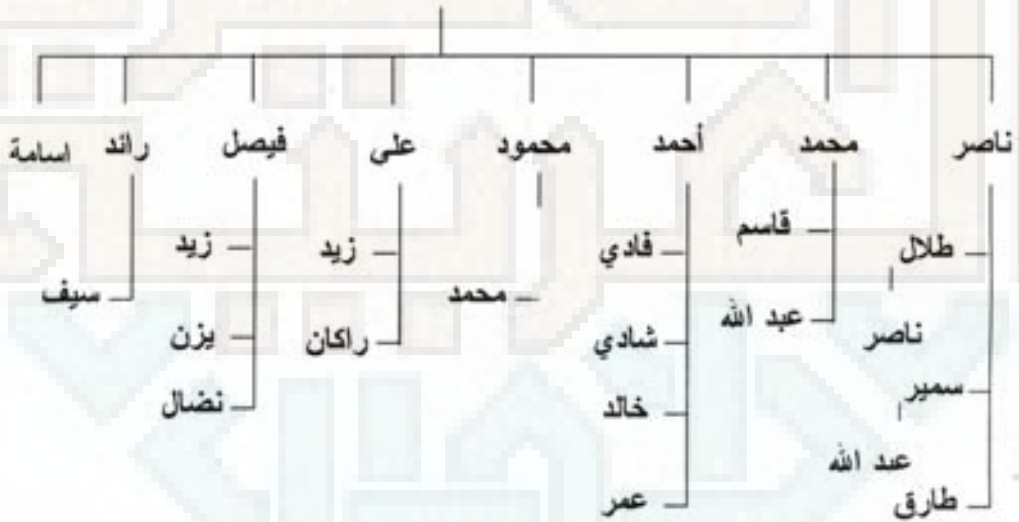 ناصر
محمد
أحمد
محمود
علي
فيصل
رائد
اسامة
طلال
ناصر
سمير
عبد الله
طارق
قاسم
عبد الله
فادي
شادي
خالد
عمر
محمد
زيد
راكان
زيد
يزن
نضال
سيف